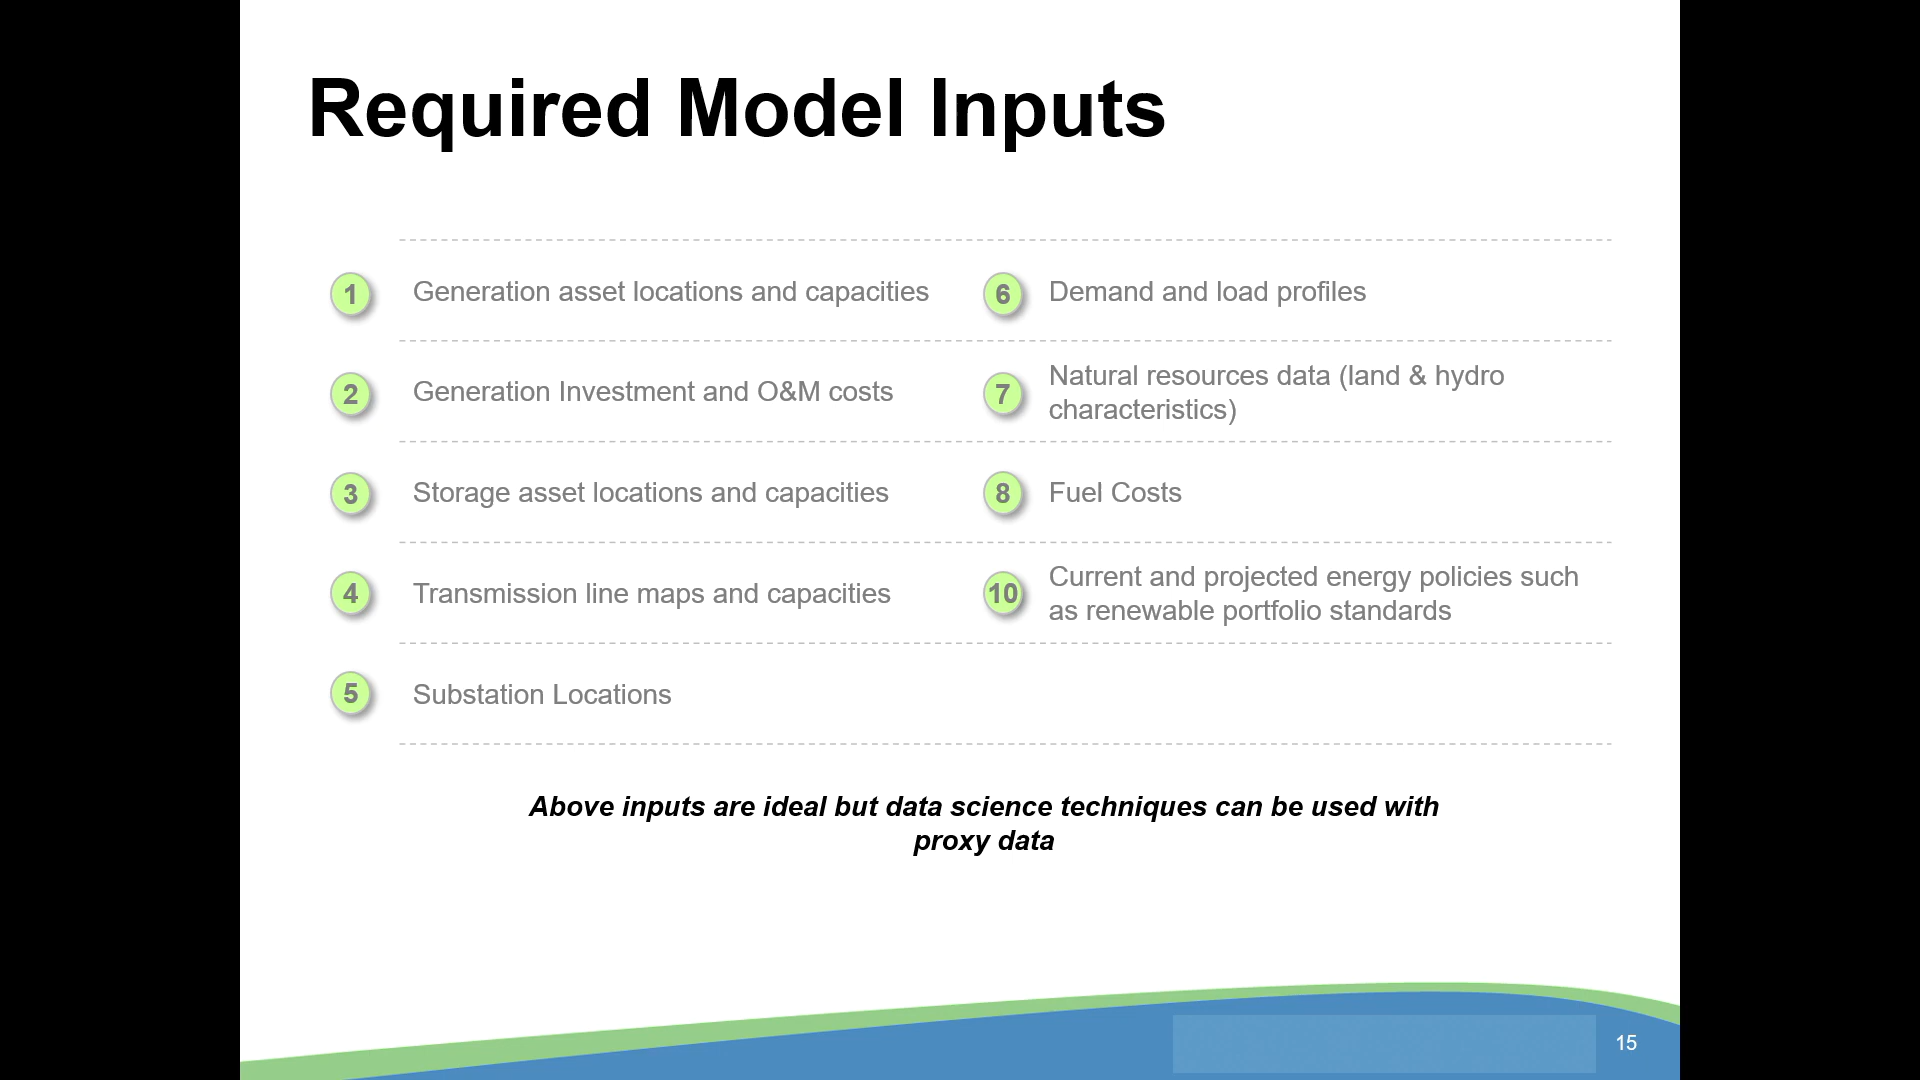 Required Model Inputs
1 Generation asset locations and capacities
2 Generation Investment and O&M costs
3 Storage asset locations and capacities
4 Transmission line maps and capacities
5 Substation Locations
6 Demand and load profiles
7 Natural resources data (land & hydro
characteristics)
8 Fuel Costs
10 Current and projected energy policies such
as renewable portfolio standards
Above inputs are ideal but data science techniques can be used with
proxy data
15